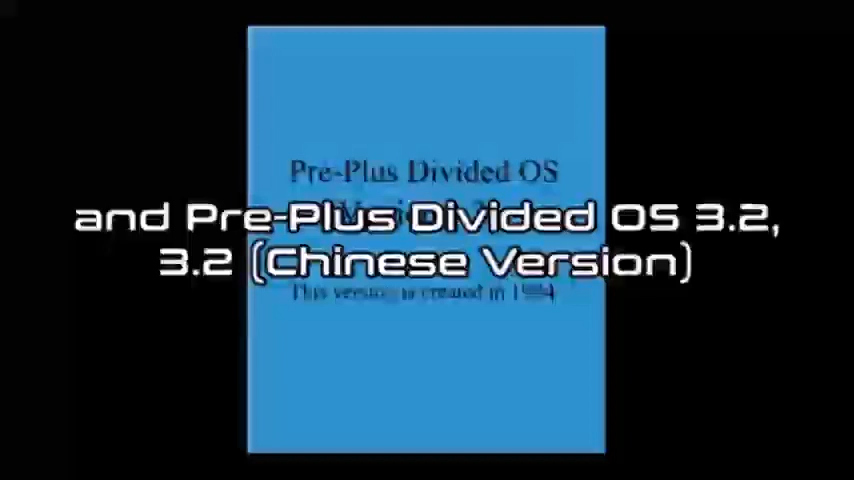 Pre-Plus Divided OS
and Pre-Plus Divided OS 3.2,
3.2 (Chinese Version)
This version is created in 1994